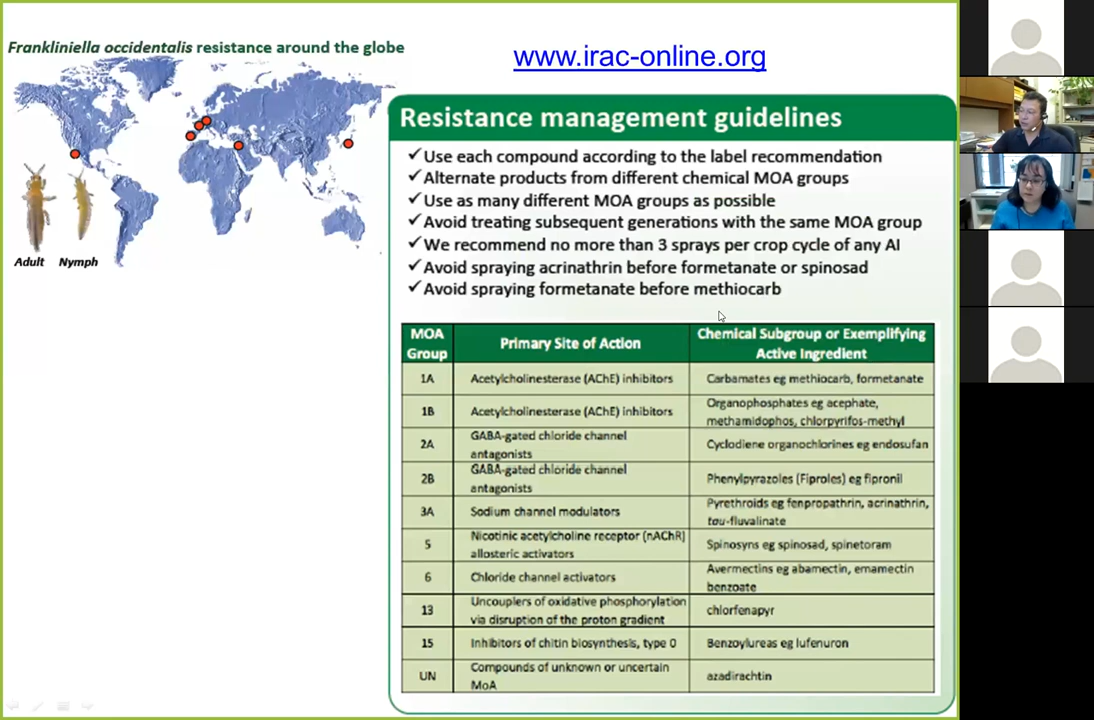 Frankliniella occidentalis resistance around the globe
www.irac-online.org
Adult Nymph
Resistance management guidelines
✓Use each compound according to the label recommendation
✓Alternate products from different chemical MOA groups
✓Use as many different MOA groups as possible
✓Avoid treating subsequent generations with the same MOA group
✓We recommend no more than 3 sprays per crop cycle of any AI
✓Avoid spraying acrinathrin before formetanate or spinosad
✓Avoid spraying formetanate before methiocarb
MOA
Group
Primary Site of Action
Chemical Subgroup or Exemplifying
Active Ingredient
1A
Acetylcholinesterase (AChE) inhibitors
Carbamates eg methiocarb, formetanate
1B
Acetylcholinesterase (AChE) inhibitors
Organophosphates eg acephate,
methamidophos, chlorpyrifos-methyl
2A
GABA-gated chloride channel
antagonists
Cyclodiene organochlorines eg endosufan
2B
GABA-gated chloride channel
antagonists
Phenylpyrazoles (Fiproles) eg fipronil
3A
Sodium channel modulators
Pyrethroids eg fenpropathrin, acrinathrin,
tau-fluvalinate
5
Nicotinic acetylcholine receptor (nAChR)
allosteric activators
Spinosyns eg spinosad, spinetoram
6
Chloride channel activators
Avermectins eg abamectin, emamectin
benzoate
13
Uncouplers of oxidative phosphorylation
via disruption of the proton gradient
chlorfenapyr
15
Inhibitors of chitin biosynthesis, type 0
Benzoylureas eg lufenuron
UN
Compounds of unknown or uncertain
MoA
azadirachtin